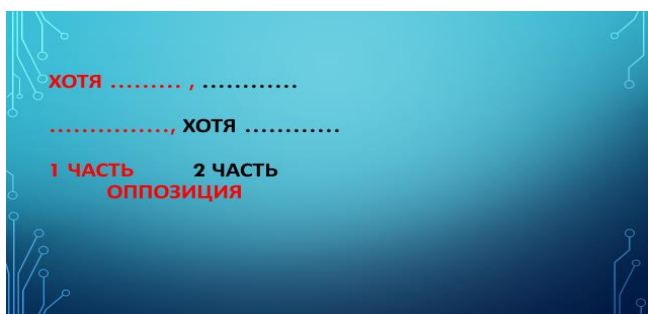 ХОТЯ ......... , ............
..............., ХОТЯ ............
1 ЧАСТЬ 2 ЧАСТЬ
ОППОЗИЦИЯ